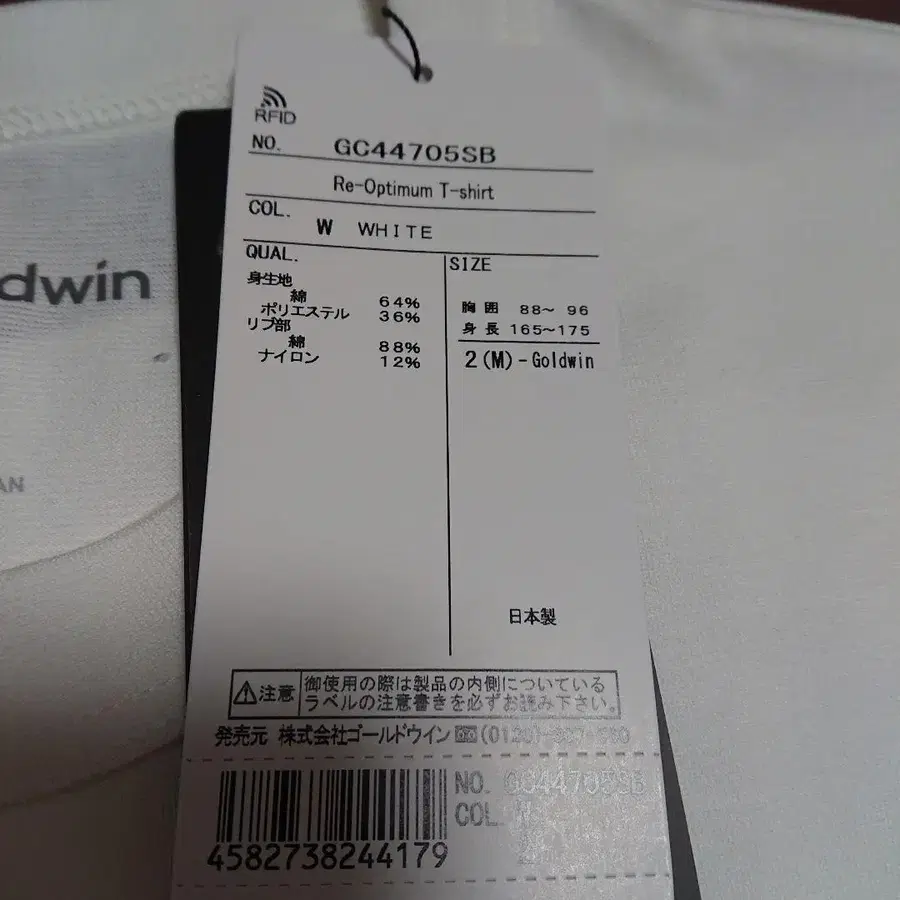 RFID
NO. GC44705SB
Re-Optimum T-shirt
COL.
W WHITE
QUAL.
身生地
綿 64%
ポリエステル 36%
リブ部
綿 88%
ナイロン 12%
SIZE
胸囲 88~ 96
身長 165~175
2(M)-Goldwin
日本製
注意
御使用の際は製品の内側についている
ラベルの注意書きを必ずお読み下さい。
発売元 株式会社ゴールドウイン
NO. GC44705SB
COL.
4582738244179
dwin
AN